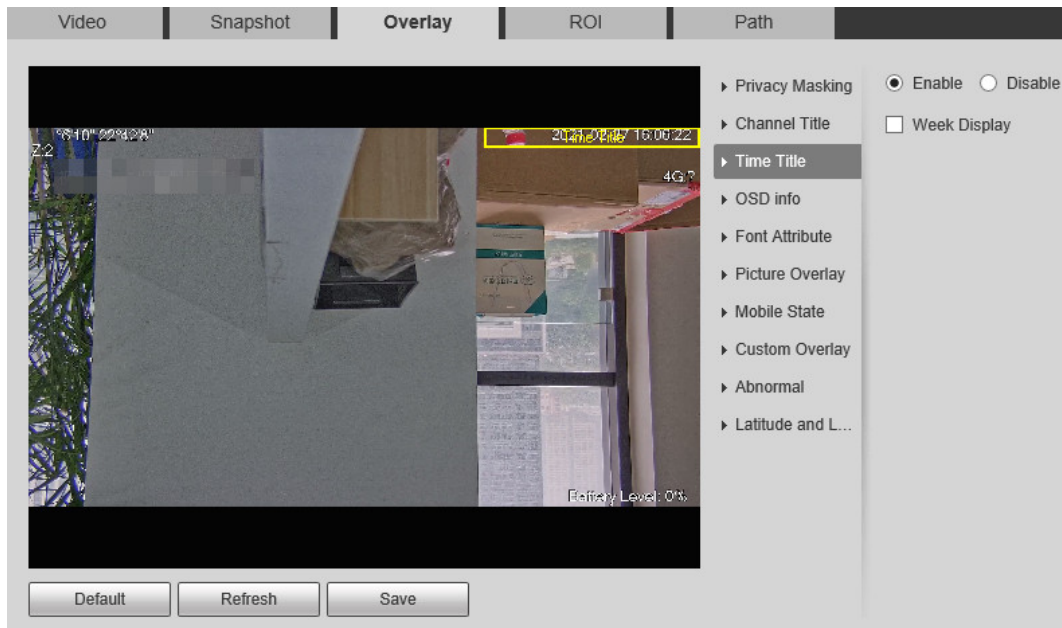 Video
Snapshot
Overlay
ROI
Path
Z:2
Time Title
4G:?
Battery Level: 0%
Privacy Masking
Channel Title
Time Title
OSD info
Font Attribute
Picture Overlay
Mobile State
Custom Overlay
Abnormal
Latitude and L...
Enable
Disable
Week Display
Default
Refresh
Save